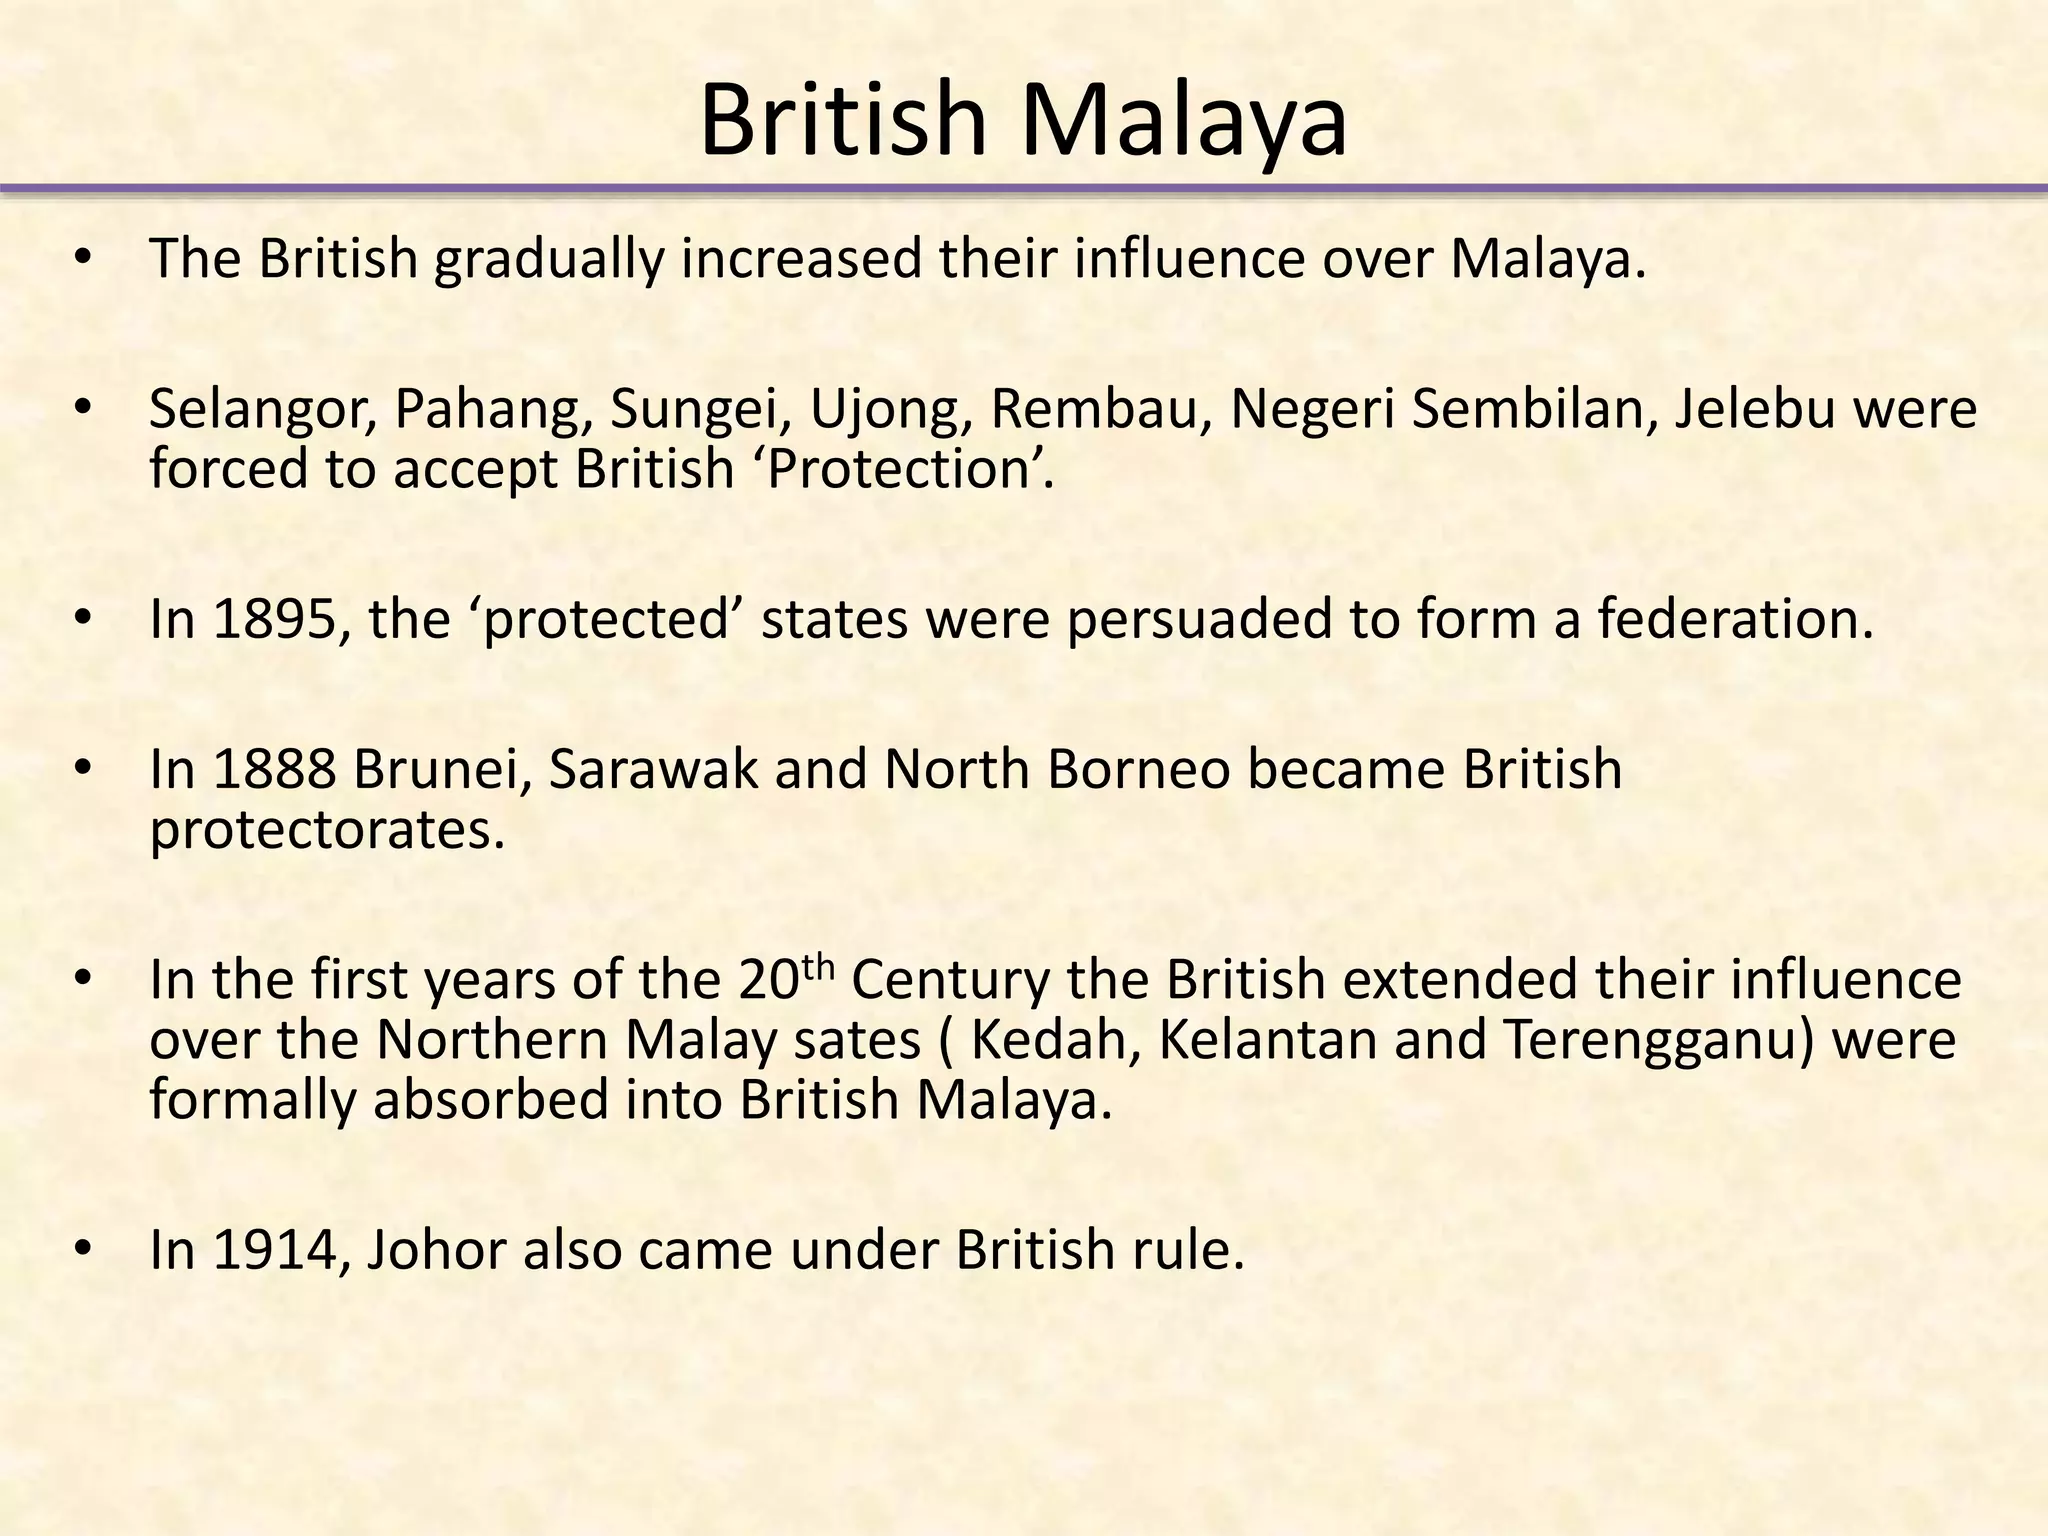 British Malaya
• The British gradually increased their influence over Malaya.
• Selangor, Pahang, Sungei, Ujong, Rembau, Negeri Sembilan, Jelebu were
forced to accept British ‘Protection’.
• In 1895, the ‘protected’ states were persuaded to form a federation.
• In 1888 Brunei, Sarawak and North Borneo became British
protectorates.
• In the first years of the 20th Century the British extended their influence
over the Northern Malay sates ( Kedah, Kelantan and Terengganu) were
formally absorbed into British Malaya.
• In 1914, Johor also came under British rule.